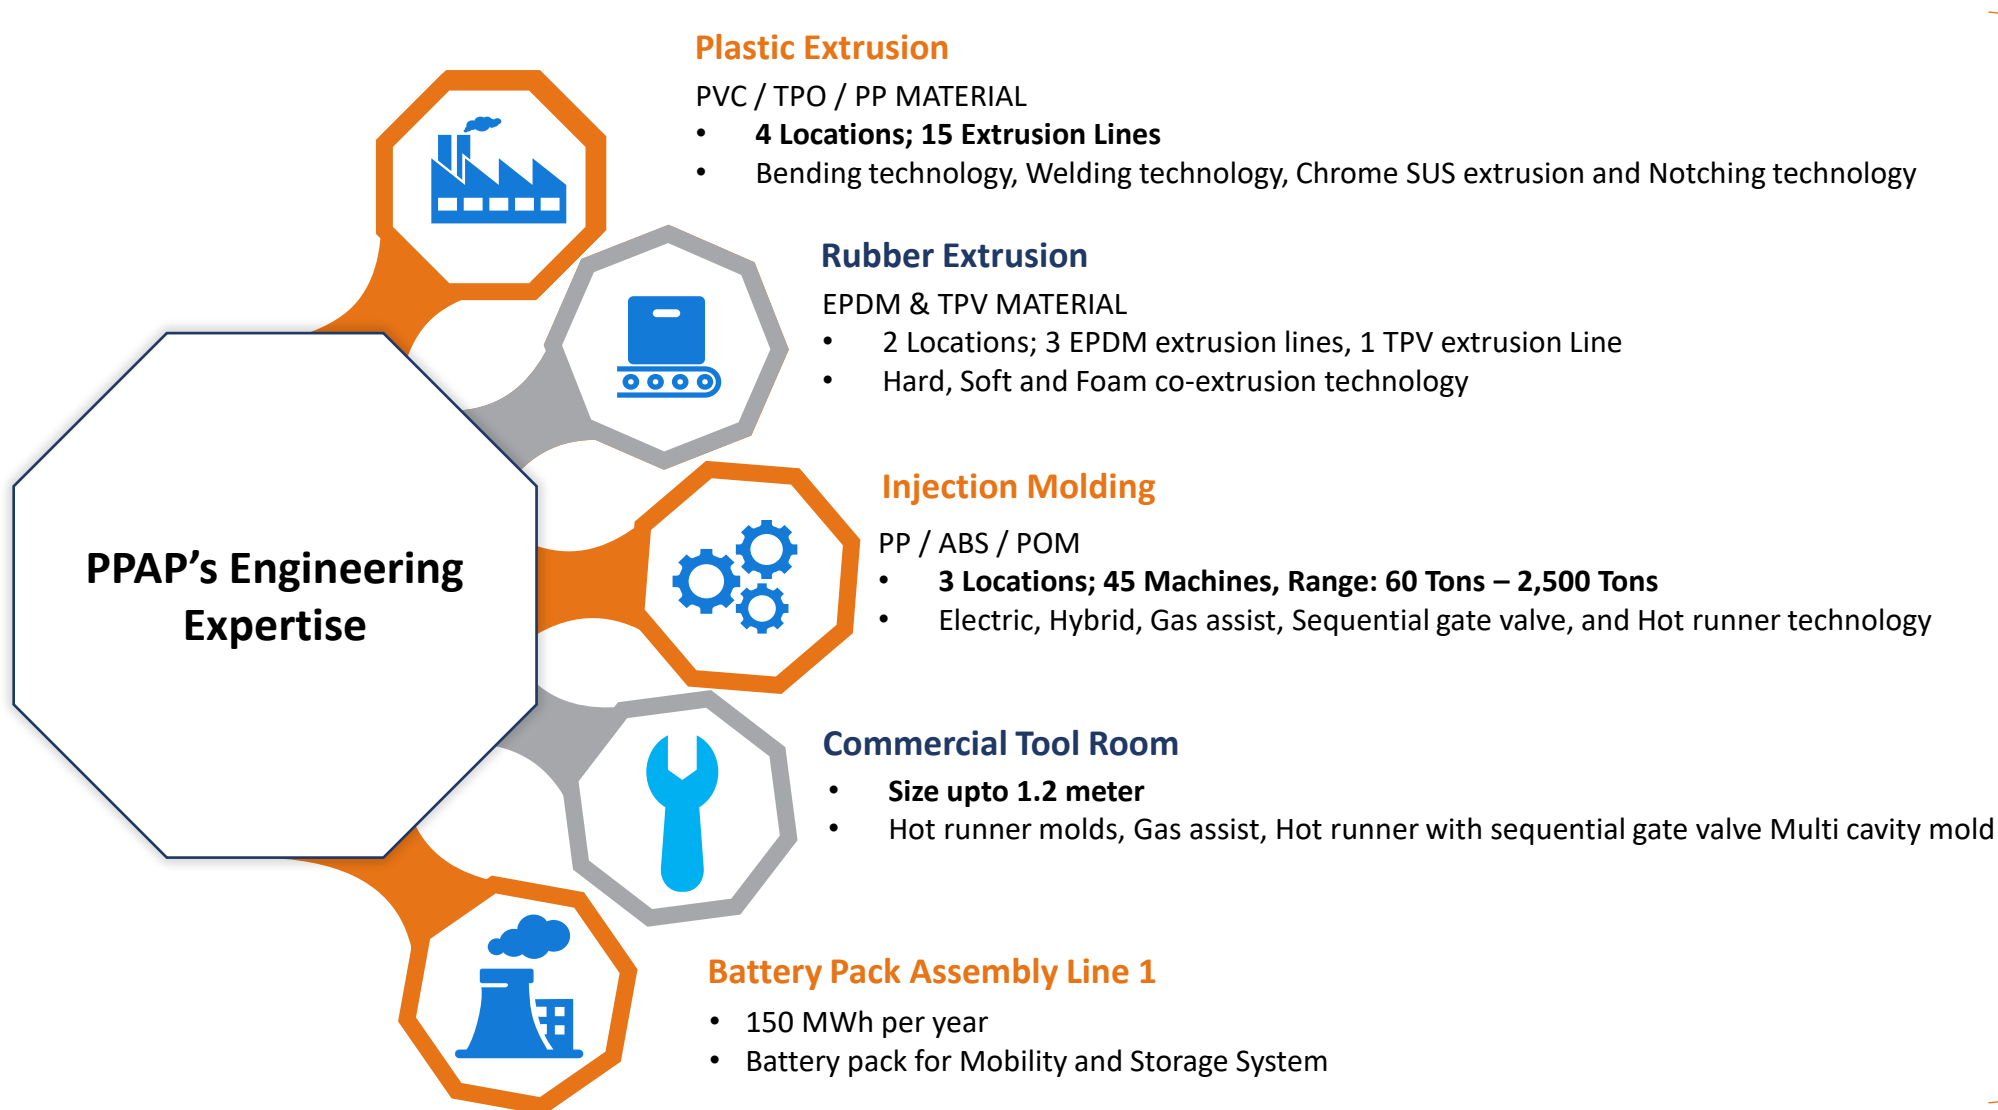 Plastic Extrusion
PVC / TPO / PP MATERIAL
• 4 Locations; 15 Extrusion Lines
• Bending technology, Welding technology, Chrome SUS extrusion and Notching technology
Rubber Extrusion
EPDM & TPV MATERIAL
• 2 Locations; 3 EPDM extrusion lines, 1 TPV extrusion Line
• Hard, Soft and Foam co-extrusion technology
Injection Molding
PP / ABS / POM
• 3 Locations; 45 Machines, Range: 60 Tons – 2,500 Tons
• Electric, Hybrid, Gas assist, Sequential gate valve, and Hot runner technology
PPAP’s Engineering
Expertise
Commercial Tool Room
• Size upto 1.2 meter
• Hot runner molds, Gas assist, Hot runner with sequential gate valve Multi cavity mold
Battery Pack Assembly Line 1
• 150 MWh per year
• Battery pack for Mobility and Storage System